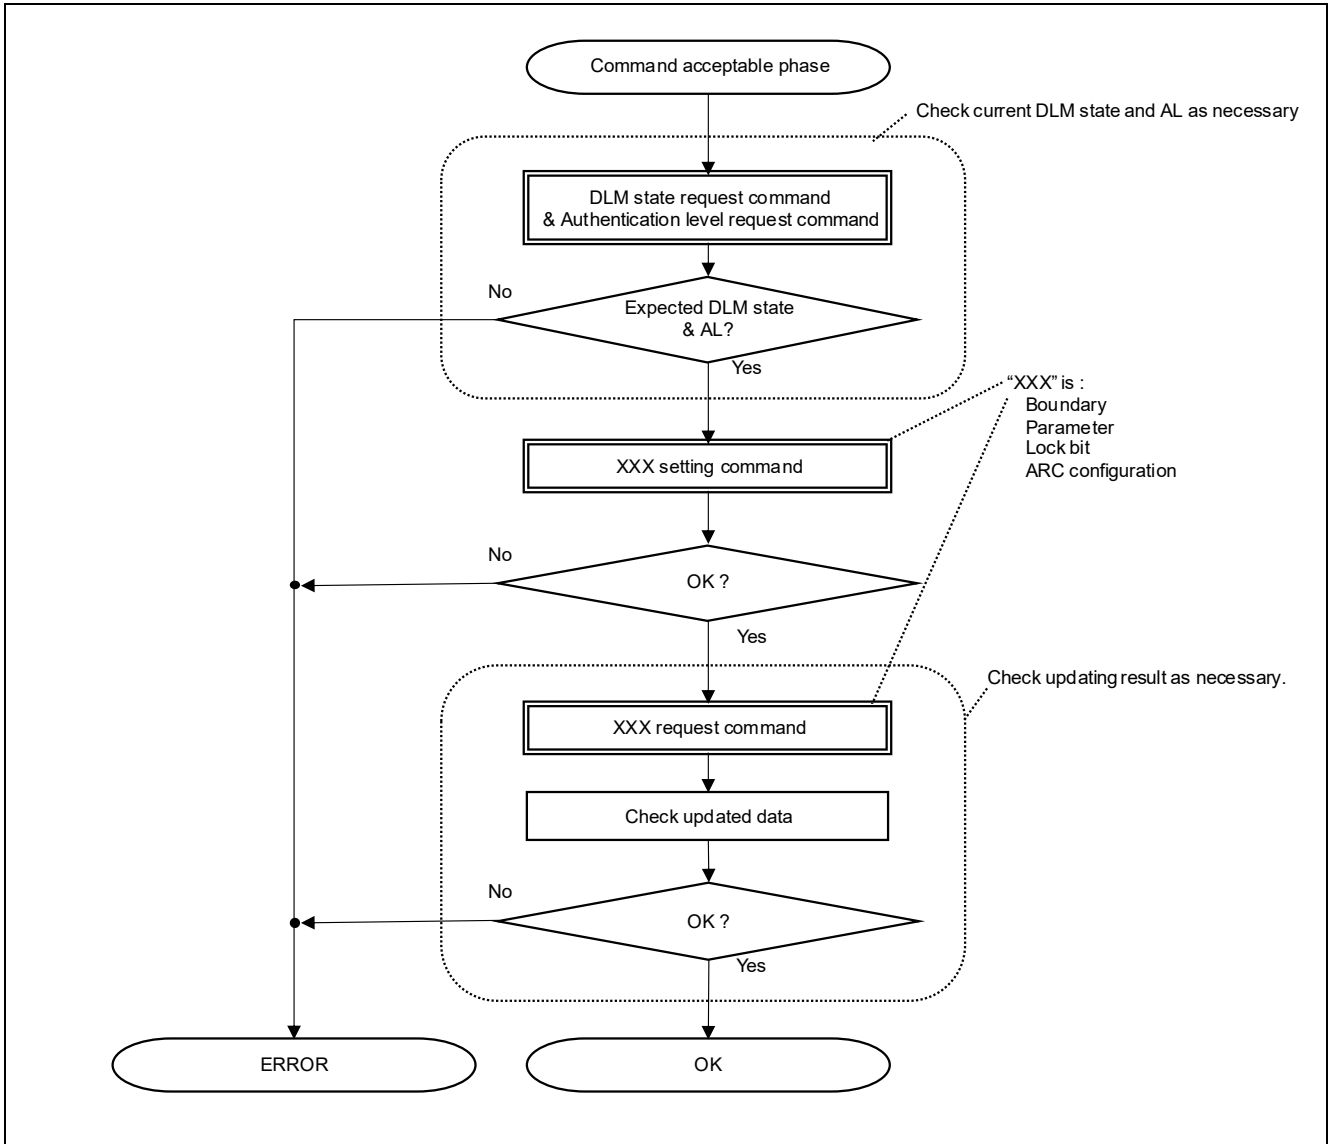 Command acceptable phase
Check current DLM state and AL as necessary
DLM state request command
& Authentication level request command
No
Expected DLM state
& AL?
Yes
“XXX” is :
Boundary
Parameter
Lock bit
ARC configuration
XXX setting command
No
OK ?
Yes
Check updating result as necessary.
XXX request command
Check updated data
No
OK ?
Yes
ERROR
OK